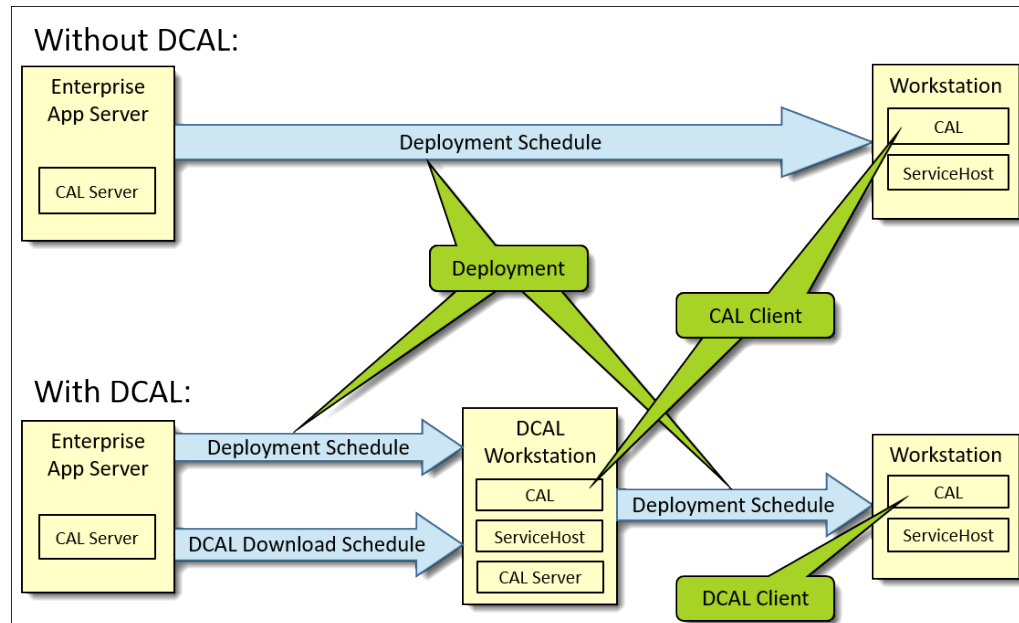 Without DCAL:
Enterprise
App Server
CAL Server
Deployment Schedule
Workstation
CAL
ServiceHost
Deployment
CAL Client
With DCAL:
Enterprise
App Server
CAL Server
Deployment Schedule
DCAL Download Schedule
DCAL
Workstation
CAL
ServiceHost
CAL Server
Deployment Schedule
Workstation
CAL
ServiceHost
DCAL Client